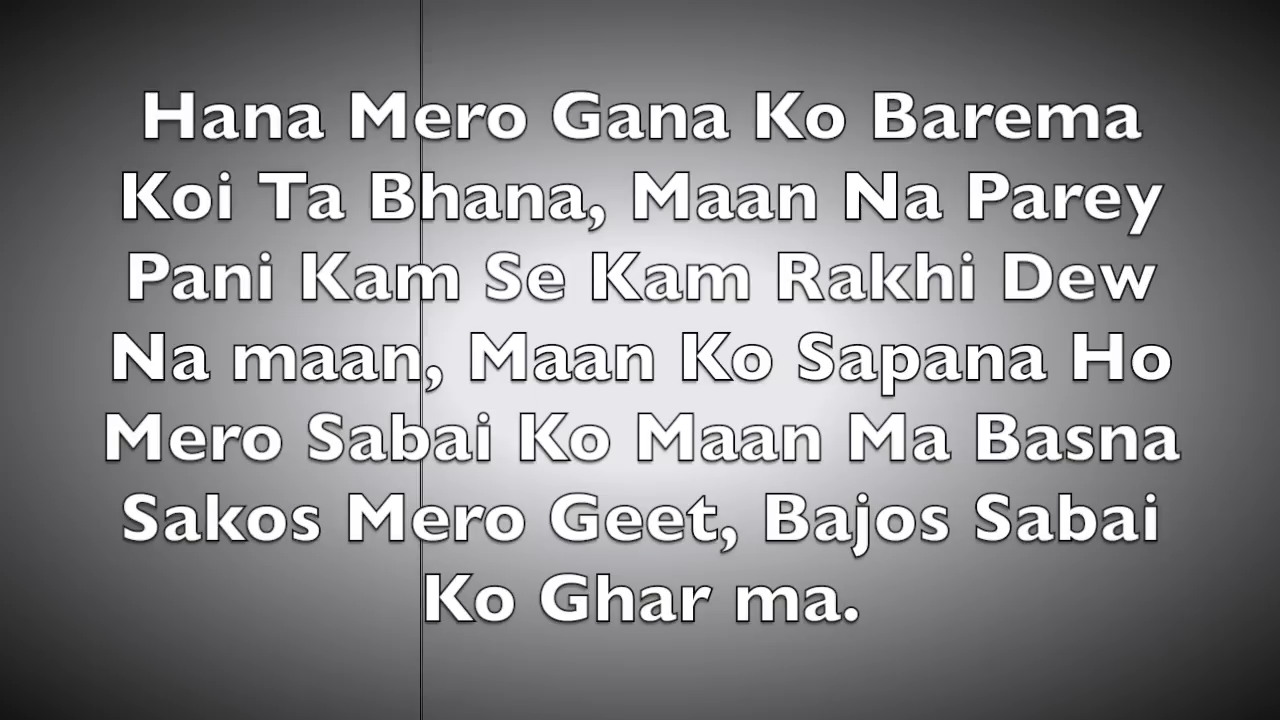 Hana Mero Gana Ko Barema
Koi Ta Bhana, Maan Na Parey
Pani Kam Se Kam Rakhi Dew
Na maan, Maan Ko Sapana Ho
Mero Sabai Ko Maan Ma Basna
Sakos Mero Geet, Bajos Sabai
Ko Ghar ma.